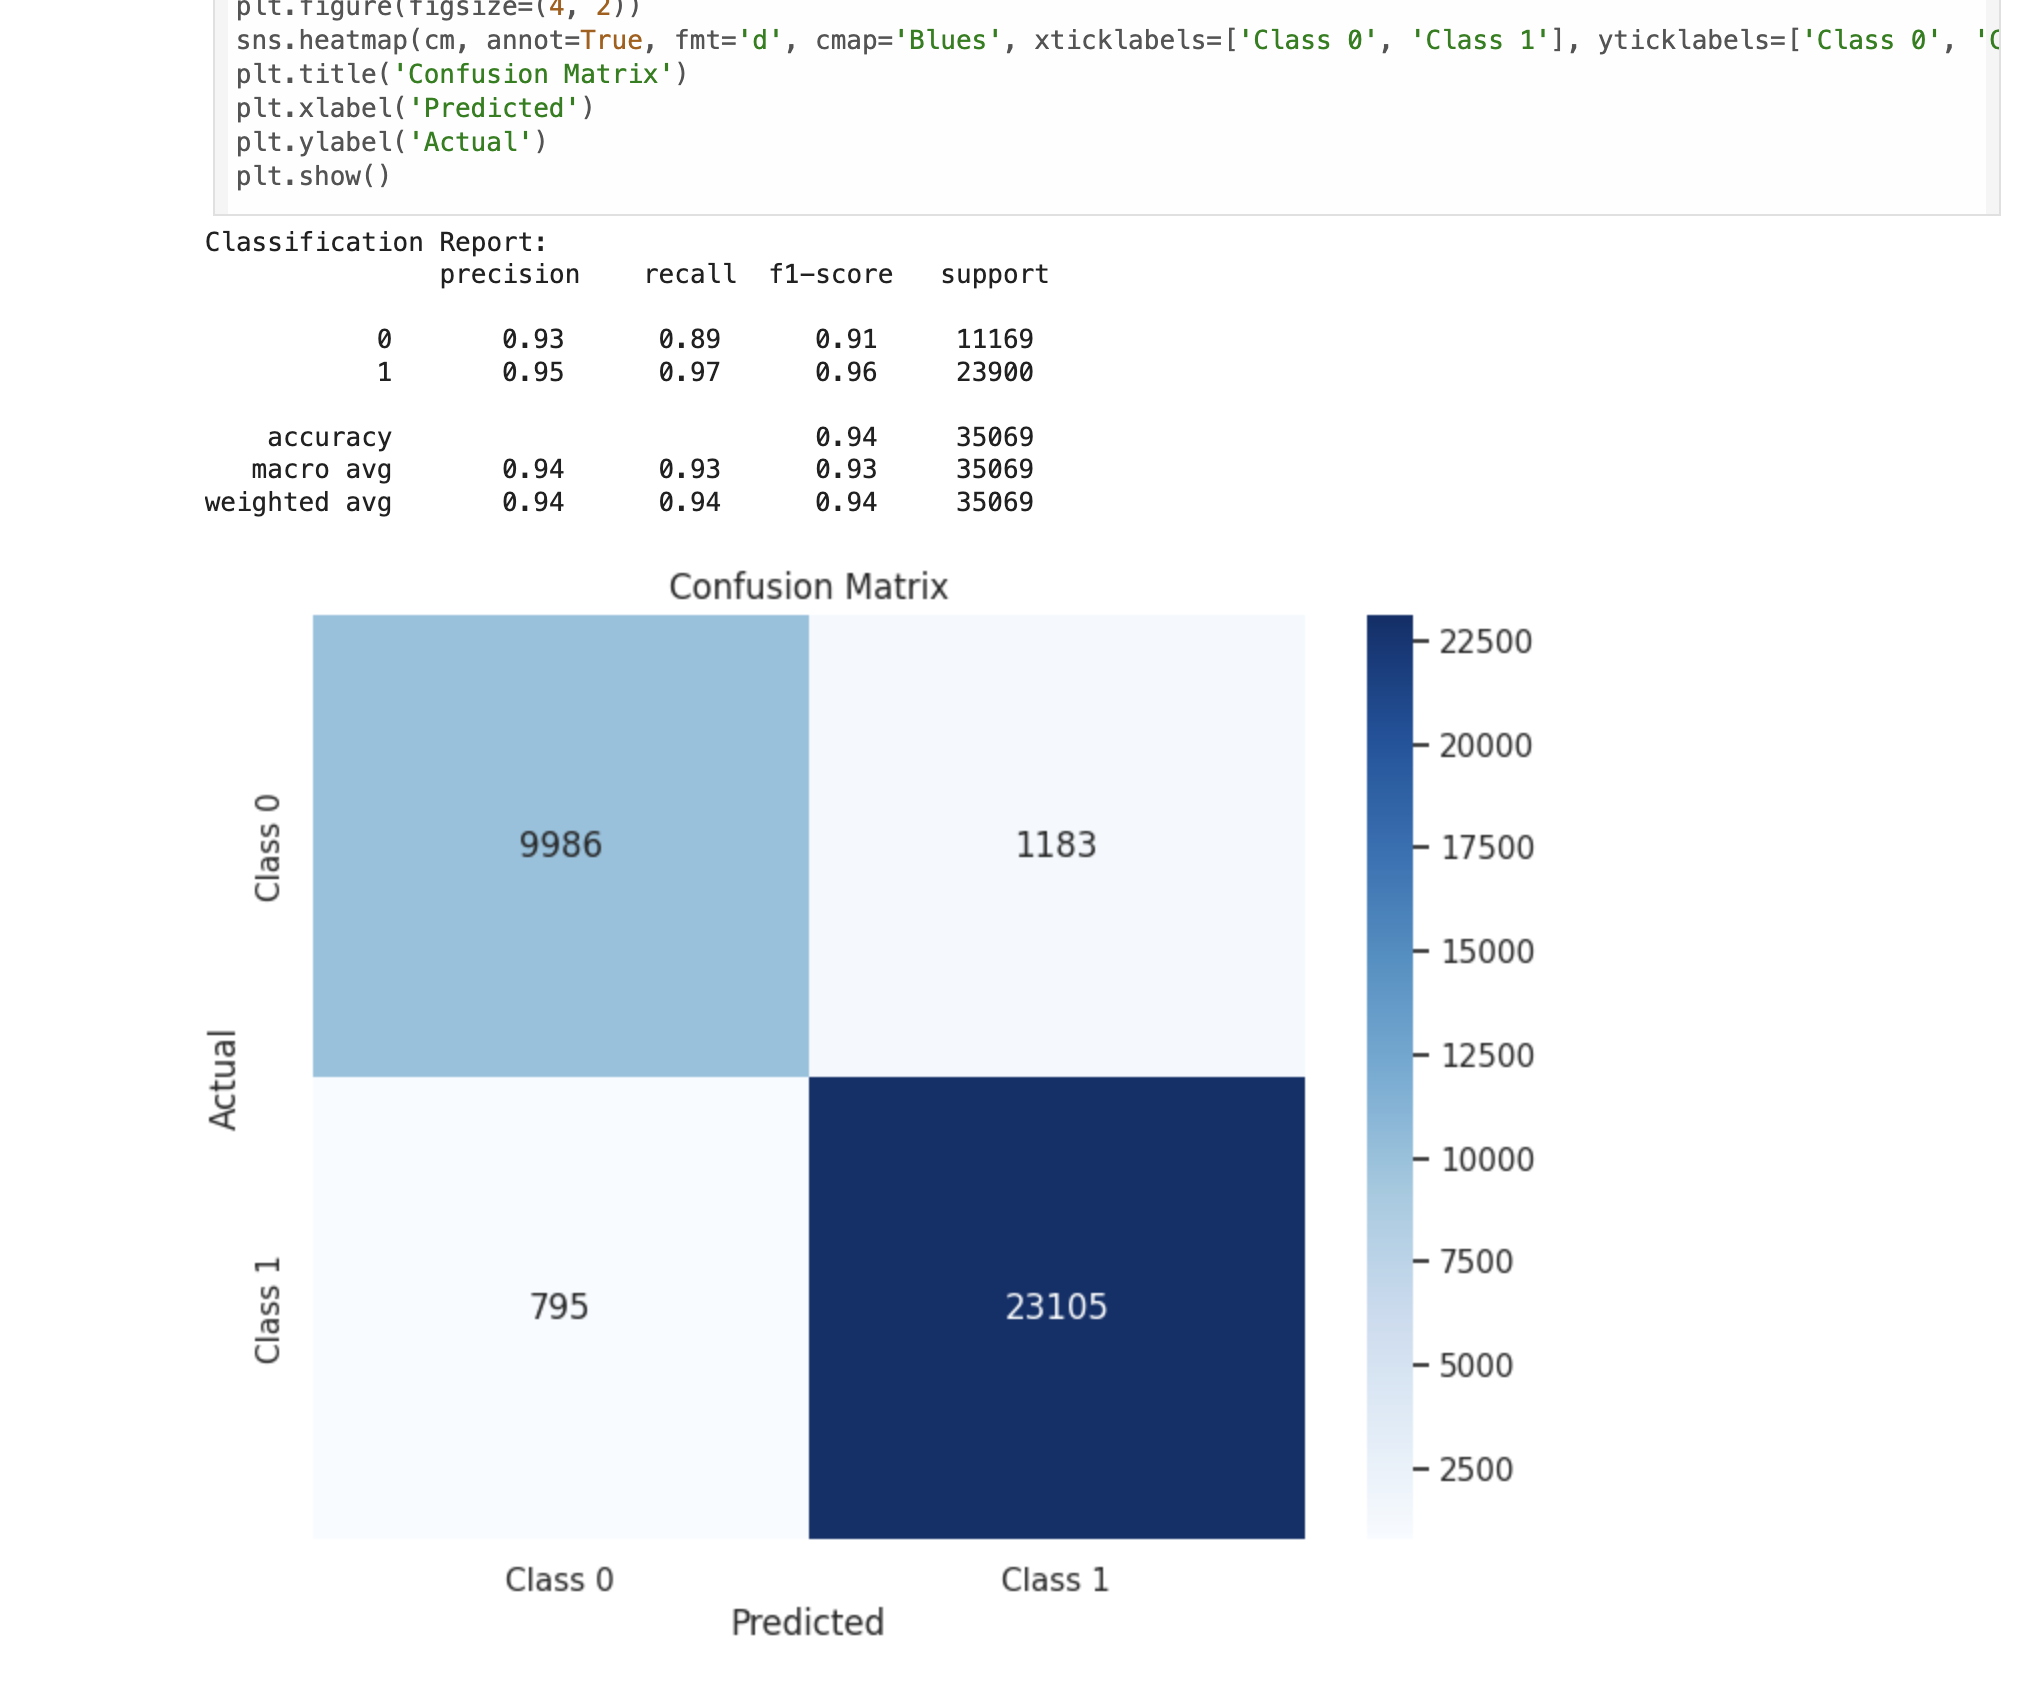 plt.figure(figsize=(4, 2))
sns.heatmap(cm, annot=True, fmt='d', cmap='Blues', xticklabels=['Class 0', 'Class 1'], yticklabels=['Class 0', 'C
plt.title('Confusion Matrix')
plt.xlabel('Predicted')
plt.ylabel('Actual')
plt.show()
Classification Report:
precision recall f1-score support
0 0.93 0.89 0.91 11169
1 0.95 0.97 0.96 23900
accuracy 0.94 35069
macro avg 0.94 0.93 0.93 35069
weighted avg 0.94 0.94 0.94 35069
Confusion Matrix
Actual
Class 0
9986 1183
Class 1
795 23105
Class 0 Class 1
Predicted
22500
20000
17500
15000
12500
10000
7500
5000
2500